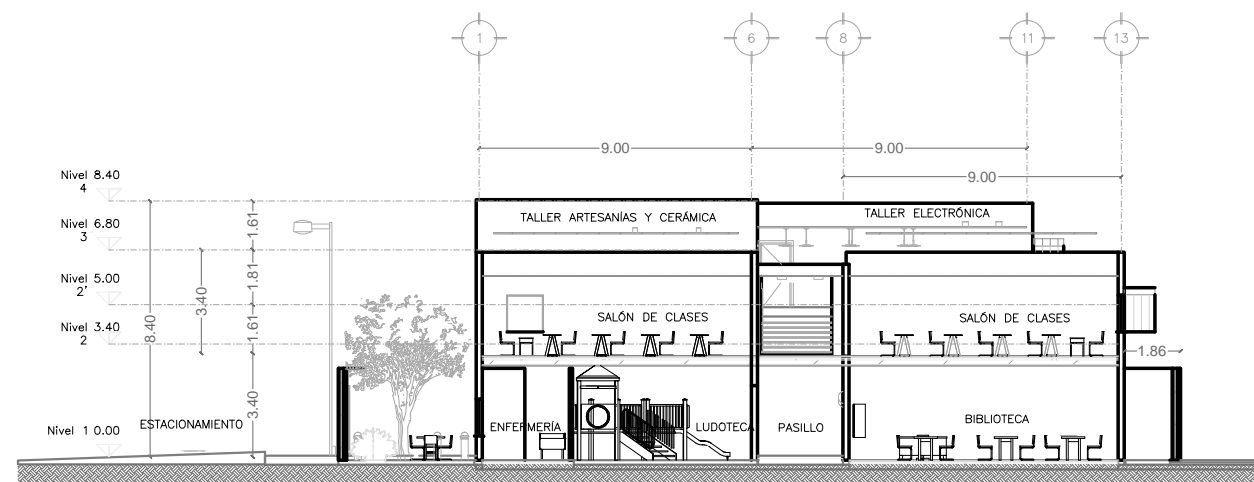 1 6 8 11 13
9.00 9.00
9.00
Nivel 8.40
4
Nivel 6.80
3
Nivel 5.00
2'
Nivel 3.40
2
Nivel 1 0.00
8.40
3.40
1.61
1.81
1.61
3.40
TALLER ARTESANÍAS Y CERÁMICA
TALLER ELECTRÓNICA
SALÓN DE CLASES
SALÓN DE CLASES
1.86
ESTACIONAMIENTO
ENFERMERÍA
LUDOTECA
PASILLO
BIBLIOTECA